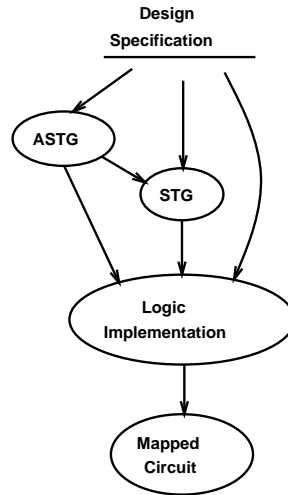 Design
Specification
ASTG
STG
Logic
Implementation
Mapped
Circuit